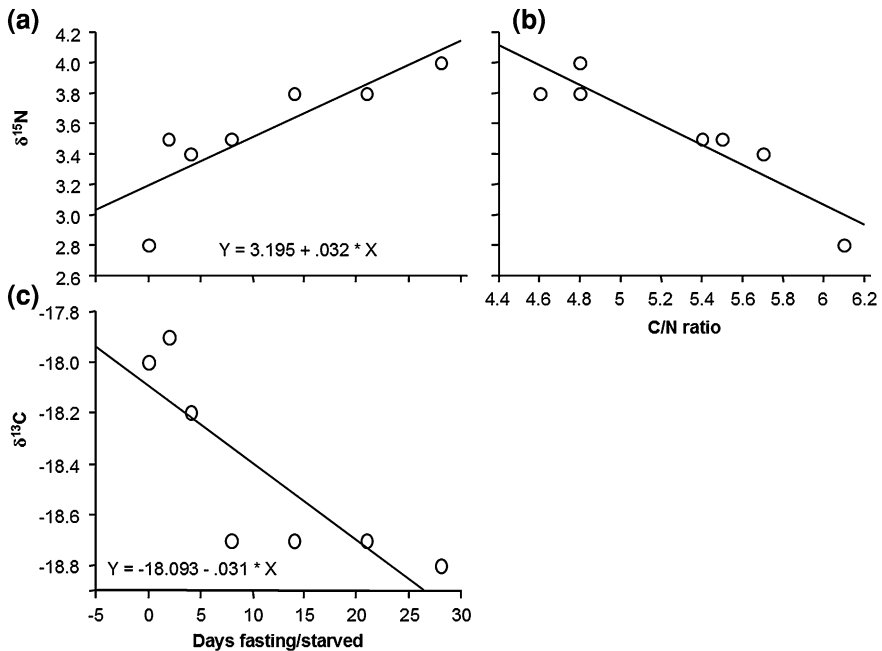 (a)
4.2
4.0
3.8
3.6
3.4
3.2
3.0
2.8
2.6
δ15N
Y = 3.195 + .032 * X
(b)
4.4 4.6 4.8 5 5.2 5.4 5.6 5.8 6 6.2
C/N ratio
(c)
-17.8
-18.0
-18.2
-18.4
-18.6
-18.8
δ13C
Y = -18.093 - .031 * X
-5 0 5 10 15 20 25 30
Days fasting/starved